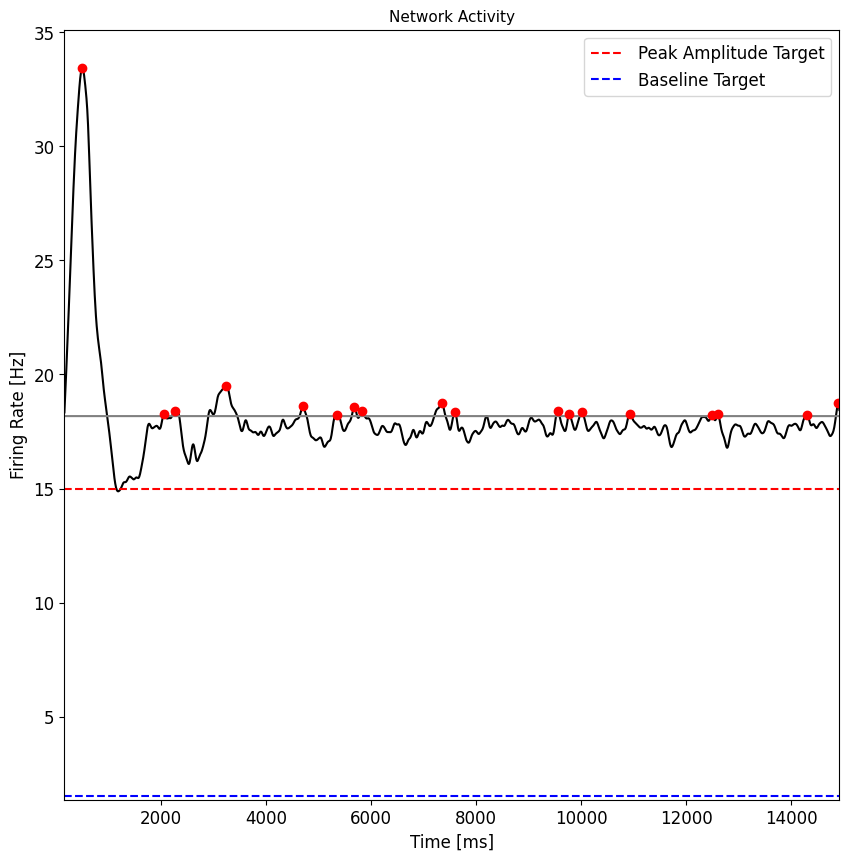 Network Activity
Peak Amplitude Target
Baseline Target
Firing Rate [Hz]
35
30
25
20
15
10
5
2000 4000 6000 8000 10000 12000 14000
Time [ms]